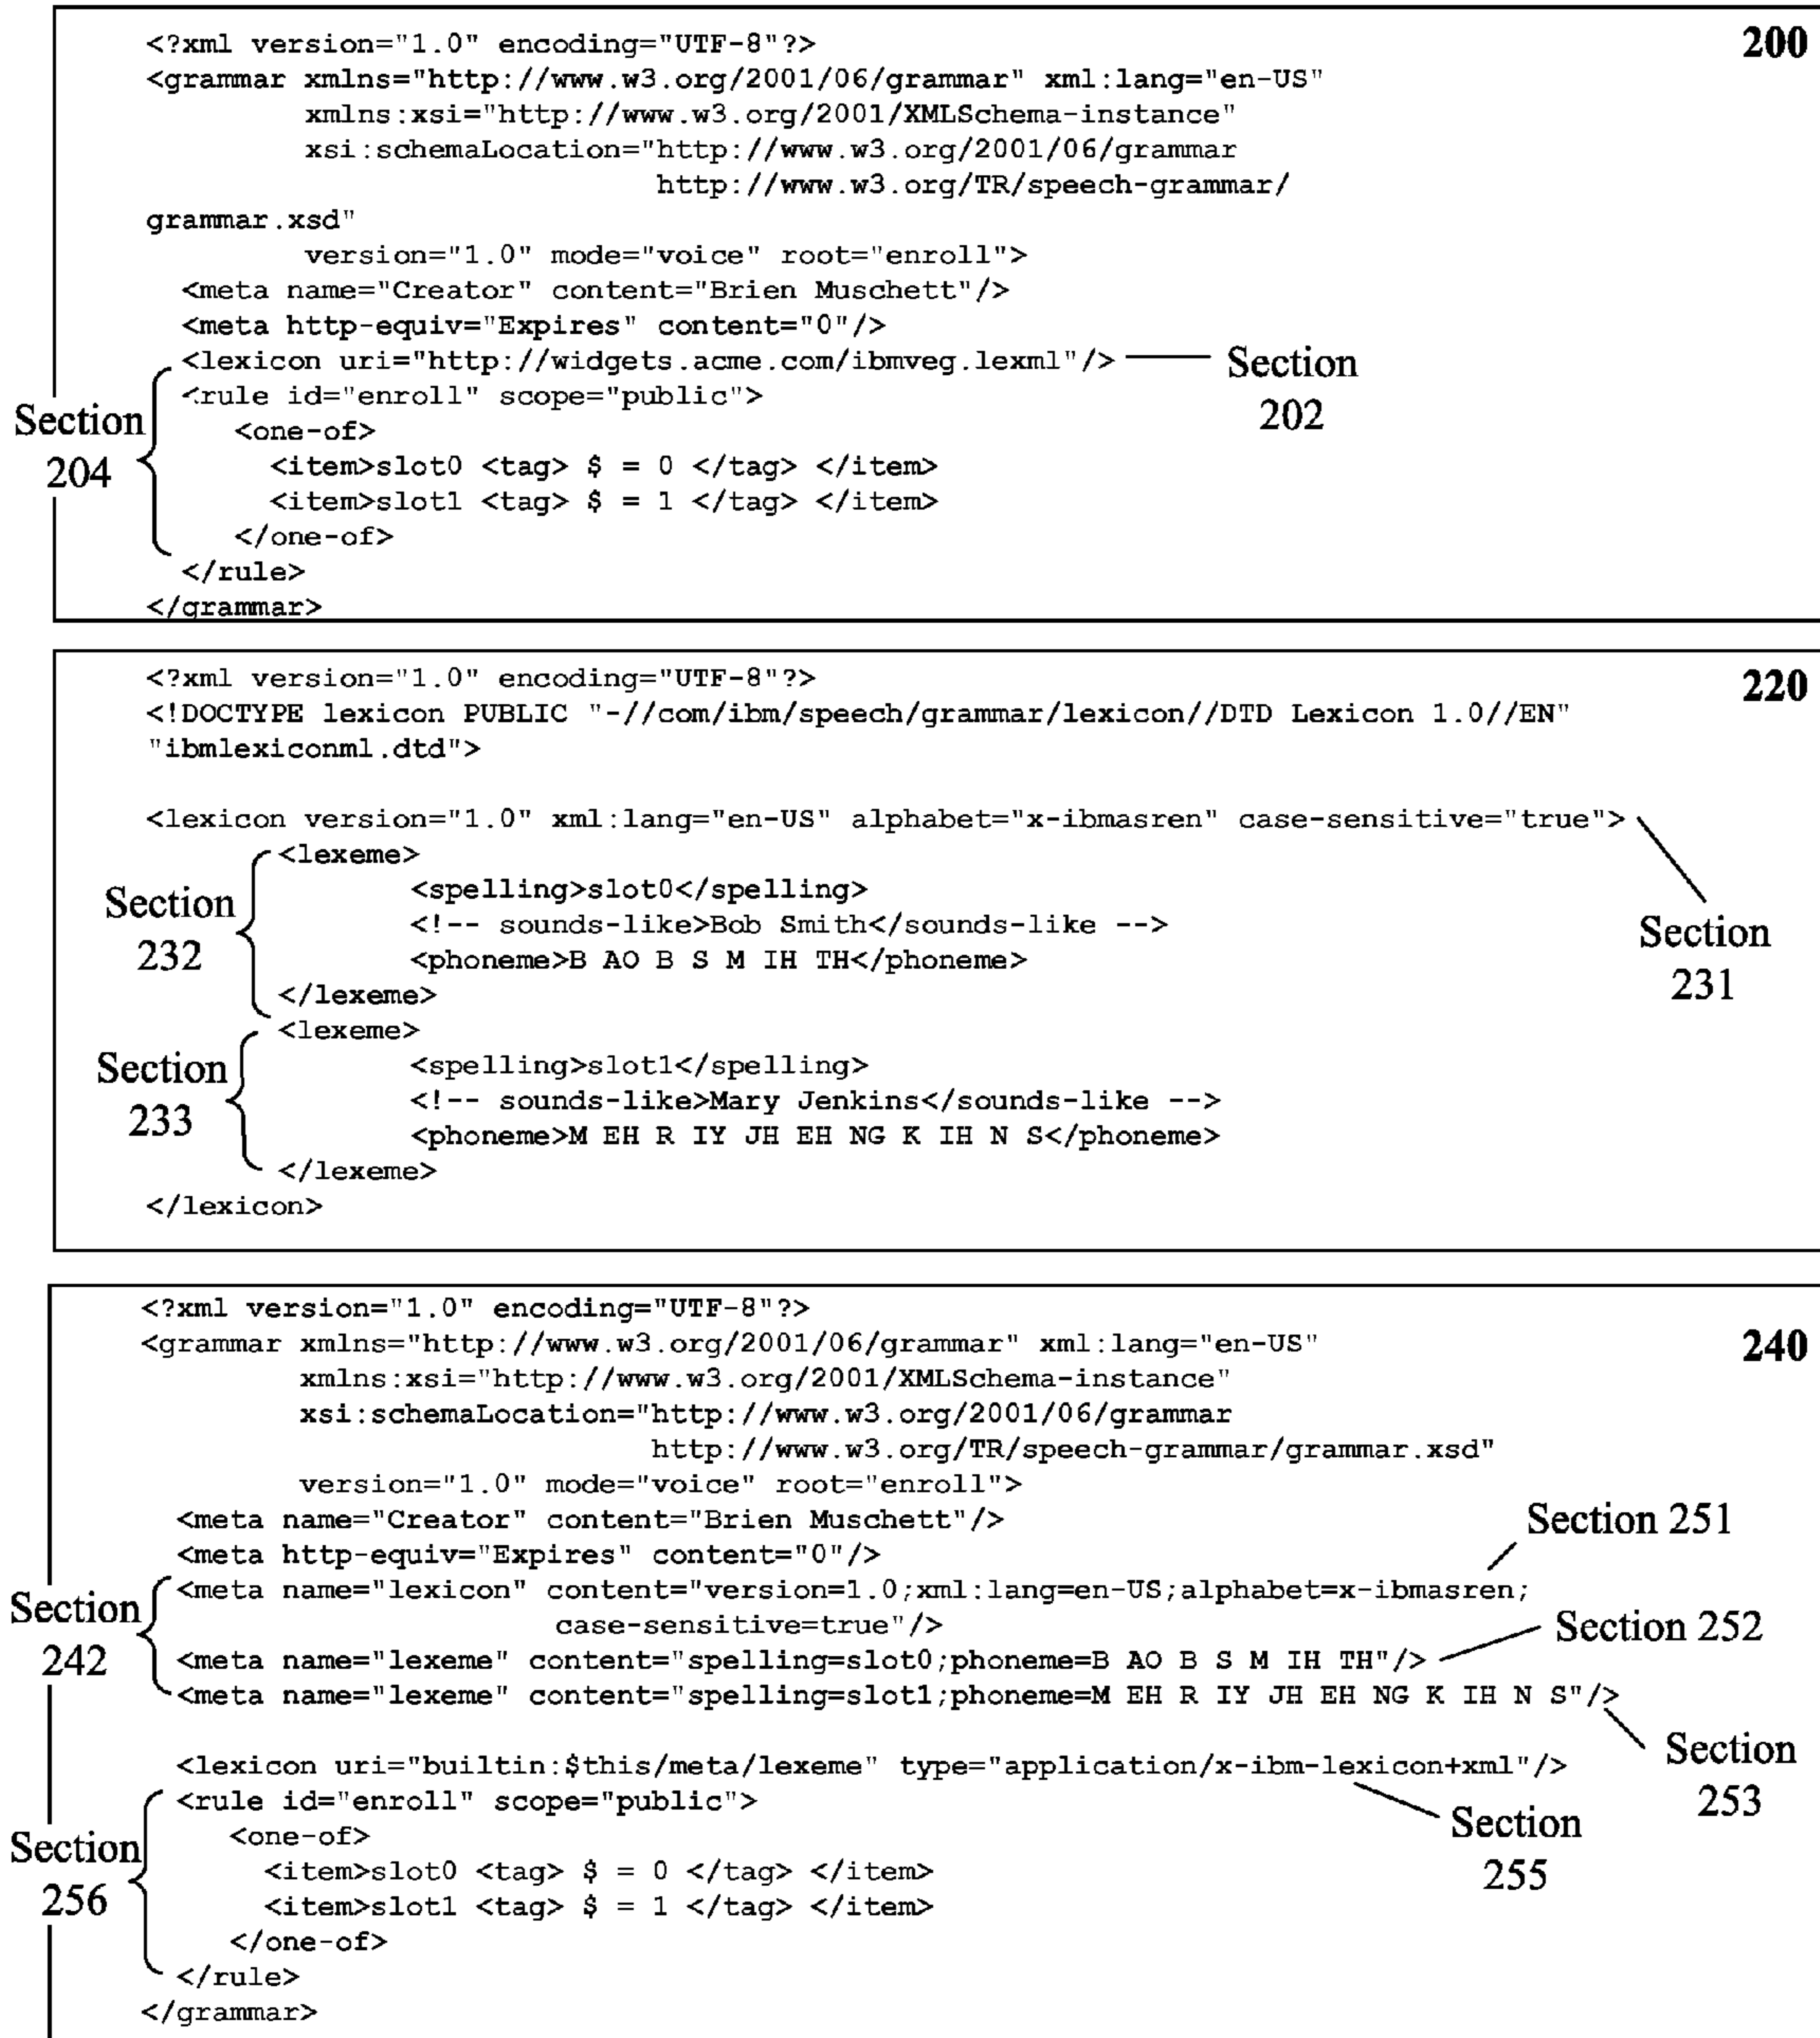 <?xml version="1.0" encoding="UTF-8"?>
200
<grammar xmlns="http://www.w3.org/2001/06/grammar" xml:lang="en-US"
xmlns:xsi="http://www.w3.org/2001/XMLSchema-instance"
xsi:schemaLocation="http://www.w3.org/2001/06/grammar
http://www.w3.org/TR/speech-grammar/
grammar.xsd"
version="1.0" mode="voice" root="enroll">
<meta name="Creator" content="Brien Muschett"/>
<meta http-equiv="Expires" content="0"/>
<lexicon uri="http://widgets.acme.com/ibmveg.lexml"/>
Section
202
Section
204
<rule id="enroll" scope="public">
<one-of>
<item>slot0 <tag> $ = 0 </tag> </item>
<item>slot1 <tag> $ = 1 </tag> </item>
</one-of>
</rule>
</grammar>
<?xml version="1.0" encoding="UTF-8"?>
220
<!DOCTYPE lexicon PUBLIC "-//com/ibm/speech/grammar/lexicon//DTD Lexicon 1.0//EN"
"ibmlexiconml.dtd">
<lexicon version="1.0" xml:lang="en-US" alphabet="x-ibmasren" case-sensitive="true">
Section
231
Section
232
<lexeme>
<spelling>slot0</spelling>
<!-- sounds-like>Bob Smith</sounds-like -->
<phoneme>B AO B S M IH TH</phoneme>
</lexeme>
Section
233
<lexeme>
<spelling>slot1</spelling>
<!-- sounds-like>Mary Jenkins</sounds-like -->
<phoneme>M EH R IY JH EH NG K IH N S</phoneme>
</lexeme>
</lexicon>
<?xml version="1.0" encoding="UTF-8"?>
240
<grammar xmlns="http://www.w3.org/2001/06/grammar" xml:lang="en-US"
xmlns:xsi="http://www.w3.org/2001/XMLSchema-instance"
xsi:schemaLocation="http://www.w3.org/2001/06/grammar
http://www.w3.org/TR/speech-grammar/grammar.xsd"
version="1.0" mode="voice" root="enroll">
<meta name="Creator" content="Brien Muschett"/>
<meta http-equiv="Expires" content="0"/>
Section 251
Section
242
<meta name="lexicon" content="version=1.0;xml:lang=en-US;alphabet=x-ibmasren;
case-sensitive=true"/>
Section 252
<meta name="lexeme" content="spelling=slot0;phoneme=B AO B S M IH TH"/>
<meta name="lexeme" content="spelling=slot1;phoneme=M EH R IY JH EH NG K IH N S"/>
Section
253
<lexicon uri="builtin:$this/meta/lexeme" type="application/x-ibm-lexicon+xml"/>
Section
255
Section
256
<rule id="enroll" scope="public">
<one-of>
<item>slot0 <tag> $ = 0 </tag> </item>
<item>slot1 <tag> $ = 1 </tag> </item>
</one-of>
</rule>
</grammar>